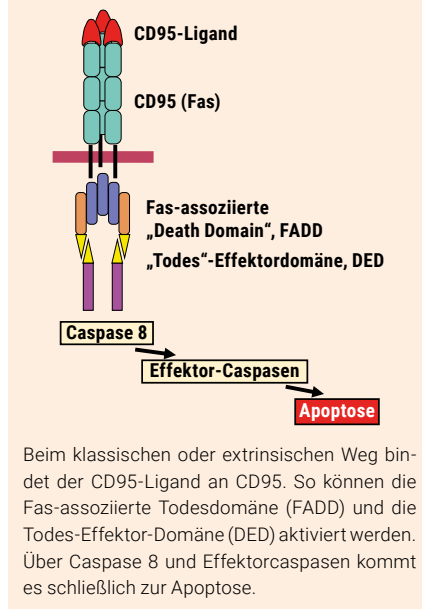 CD95-Ligand
CD95 (Fas)
Fas-assoziierte
„Death Domain“, FADD
„Todes“-Effektordomäne, DED
Caspase 8
Effektor-Caspasen
Apoptose
Beim klassischen oder extrinsischen Weg bin-
det der CD95-Ligand an CD95. So können die
Fas-assoziierte Todesdomäne (FADD) und die
Todes-Effektor-Domäne (DED) aktiviert werden.
Über Caspase 8 und Effektorcaspasen kommt
es schließlich zur Apoptose.